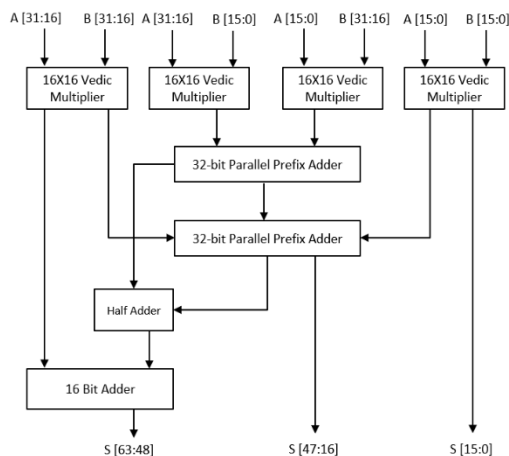 A [31:16] B [31:16] A [31:16] B [15:0] A [15:0] B [31:16] A [15:0] B [15:0]
16X16 Vedic
Multiplier
16X16 Vedic
Multiplier
16X16 Vedic
Multiplier
16X16 Vedic
Multiplier
32-bit Parallel Prefix Adder
32-bit Parallel Prefix Adder
Half Adder
16 Bit Adder
S [63:48] S [47:16] S [15:0]